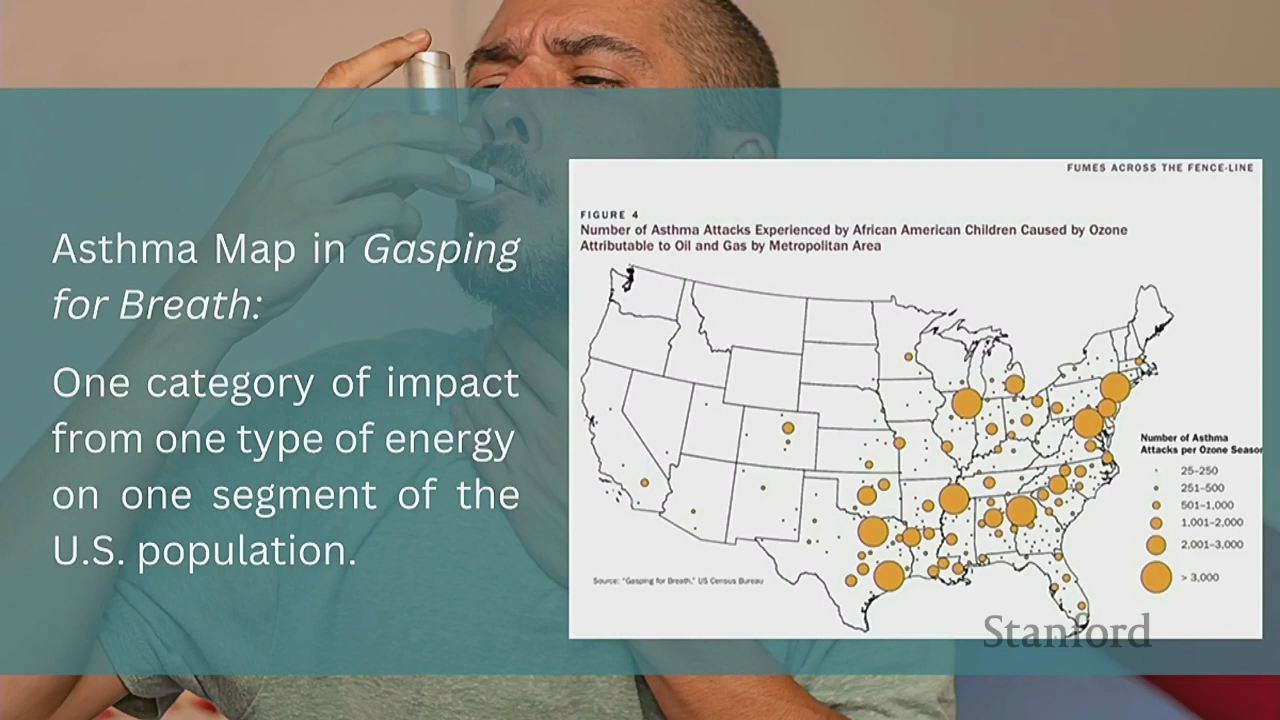 Asthma Map in Gasping
for Breath:
One category of impact
from one type of energy
on one segment of the
U.S. population.
FUMES ACROSS THE FENCE-LINE
FIGURE 4
Number of Asthma Attacks Experienced by African American Children Caused by Ozone
Attributable to Oil and Gas by Metropolitan Area
Number of Asthma
Attacks per Ozone Season
25–250
251–500
501–1,000
1,001–2,000
2,001–3,000
> 3,000
Source: "Gasping for Breath," US Census Bureau
Stanford